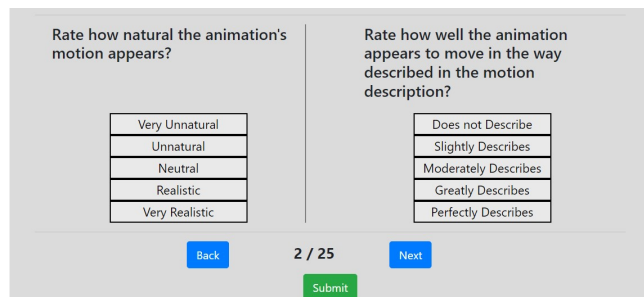 Rate how natural the animation's
motion appears?
Very Unnatural
Unnatural
Neutral
Realistic
Very Realistic
Rate how well the animation
appears to move in the way
described in the motion
description?
Does not Describe
Slightly Describes
Moderately Describes
Greatly Describes
Perfectly Describes
Back 2 / 25 Next
Submit